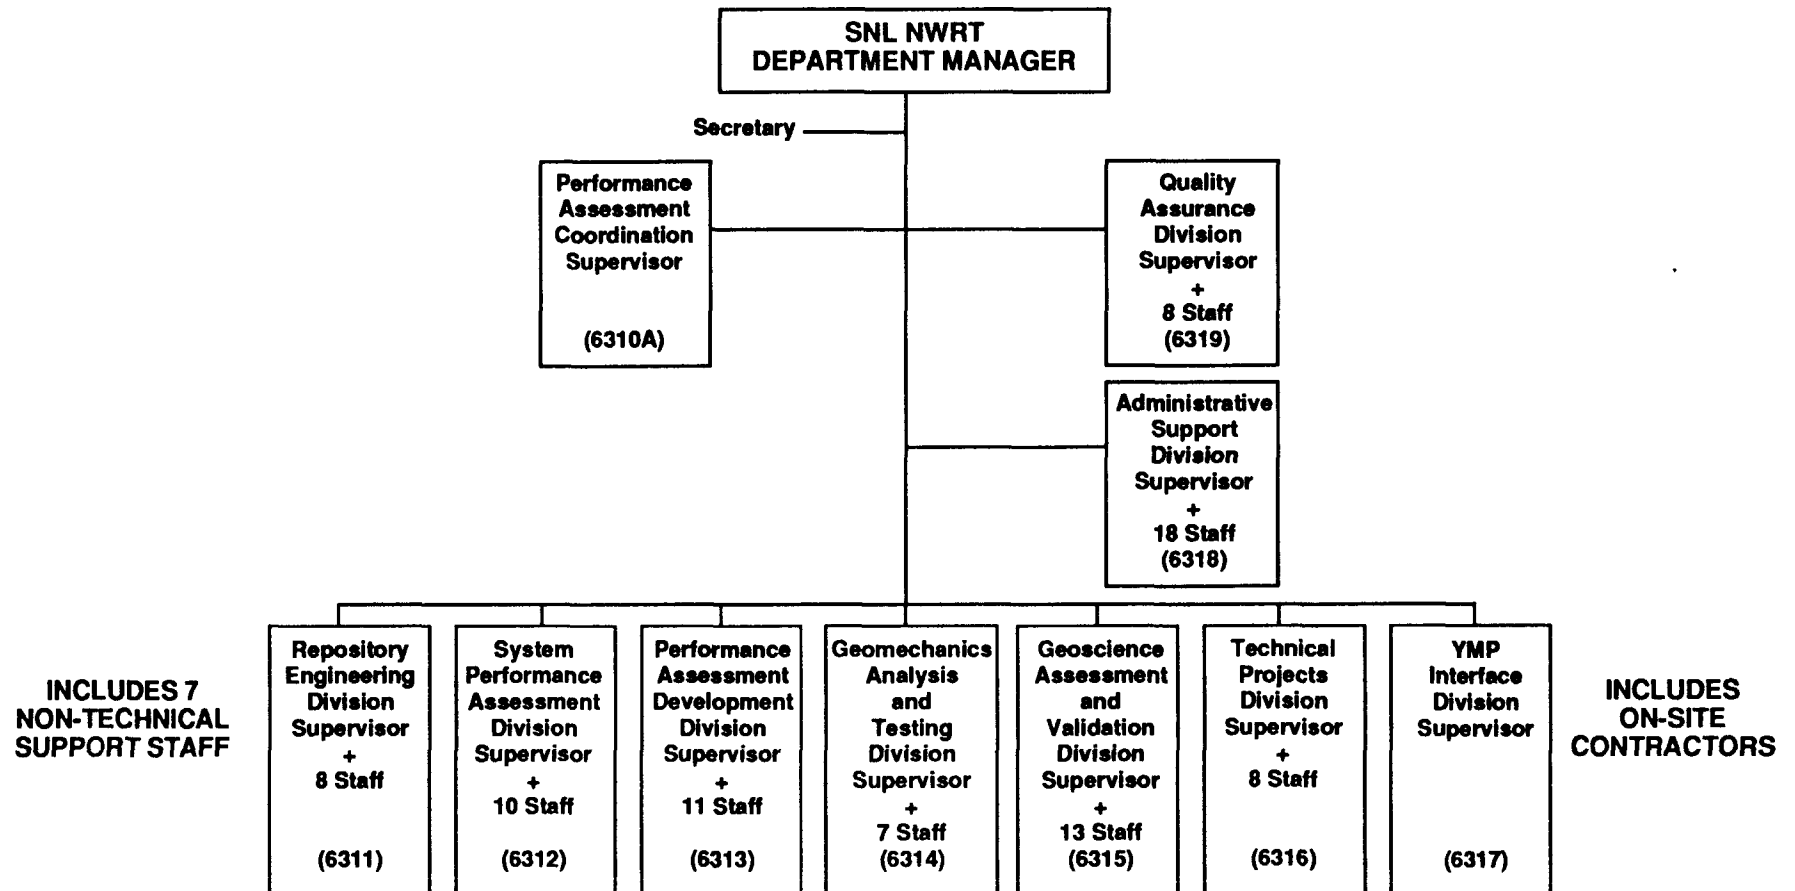 SNL NWRT
DEPARTMENT MANAGER
Secretary
Performance
Assessment
Coordination
Supervisor
(6310A)
Quality
Assurance
Division
Supervisor
+
8 Staff
(6319)
Administrative
Support
Division
Supervisor
+
18 Staff
(6318)
INCLUDES 7
NON-TECHNICAL
SUPPORT STAFF
Repository
Engineering
Division
Supervisor
+
8 Staff
(6311)
System
Performance
Assessment
Division
Supervisor
+
10 Staff
(6312)
Performance
Assessment
Development
Division
Supervisor
+
11 Staff
(6313)
Geomechanics
Analysis
and
Testing
Division
Supervisor
+
7 Staff
(6314)
Geoscience
Assessment
and
Validation
Division
Supervisor
+
13 Staff
(6315)
Technical
Projects
Division
Supervisor
+
8 Staff
(6316)
YMP
Interface
Division
Supervisor
(6317)
INCLUDES
ON-SITE
CONTRACTORS